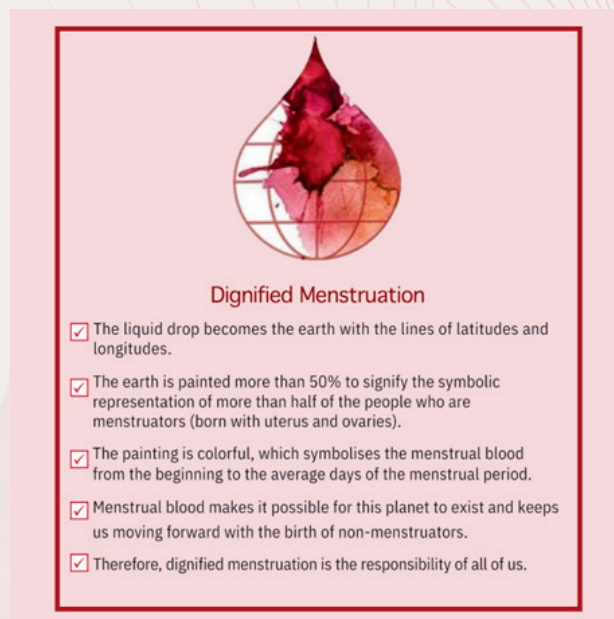 Dignified Menstruation
The liquid drop becomes the earth with the lines of latitudes and
longitudes.
The earth is painted more than 50% to signify the symbolic
representation of more than half of the people who are
menstruators (born with uterus and ovaries).
The painting is colorful, which symbolises the menstrual blood
from the beginning to the average days of the menstrual period.
Menstrual blood makes it possible for this planet to exist and keeps
us moving forward with the birth of non-menstruators.
Therefore, dignified menstruation is the responsibility of all of us.